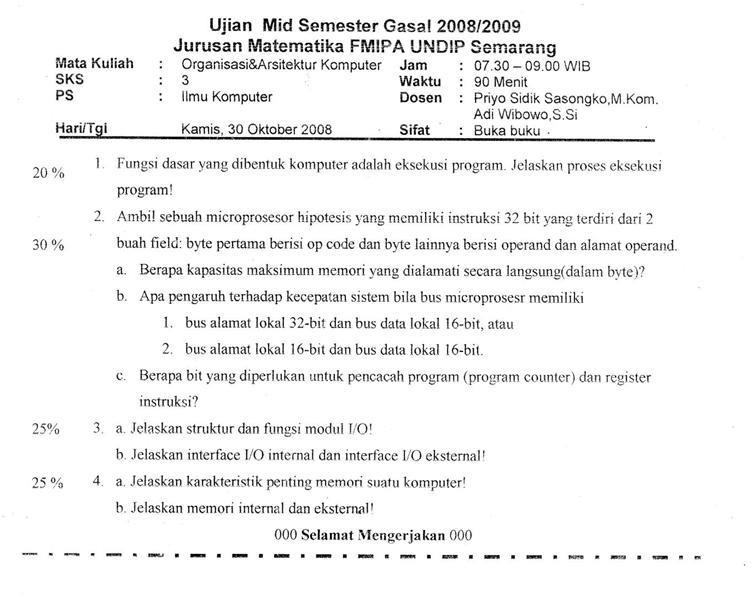 Ujian Mid Semester Gasal 2008/2009
Jurusan Matematika FMIPA UNDIP Semarang
Mata Kuliah : Organisasi&Arsitektur Komputer Jam : 07.30 – 09.00 WIB
SKS : 3 Waktu : 90 Menit
PS : Ilmu Komputer Dosen : Priyo Sidik Sasongko,M.Kom.
Adi Wibowo,S.Si
Hari/Tgl Kamis, 30 Oktober 2008 Sifat : Buka buku .
20 % 1. Fungsi dasar yang dibentuk komputer adalah eksekusi program. Jelaskan proses eksekusi
program!
2. Ambil sebuah microprosesor hipotesis yang memiliki instruksi 32 bit yang terdiri dari 2
30 % buah field: byte pertama berisi op code dan byte lainnya berisi operand dan alamat operand.
a. Berapa kapasitas maksimum memori yang dialamati secara langsung(dalam byte)?
b. Apa pengaruh terhadap kecepatan sistem bila bus microprosesr memiliki
1. bus alamat lokal 32-bit dan bus data lokal 16-bit, atau
2. bus alamat lokal 16-bit dan bus data lokal 16-bit.
c. Berapa bit yang diperlukan untuk pencacah program (program counter) dan register
instruksi?
25% 3. a. Jelaskan struktur dan fungsi modul I/O!
b. Jelaskan interface I/O internal dan interface I/O eksternal!
25 % 4. a. Jelaskan karakteristik penting memori suatu komputer!
b. Jelaskan memori internal dan eksternal!
000 Selamat Mengerjakan 000